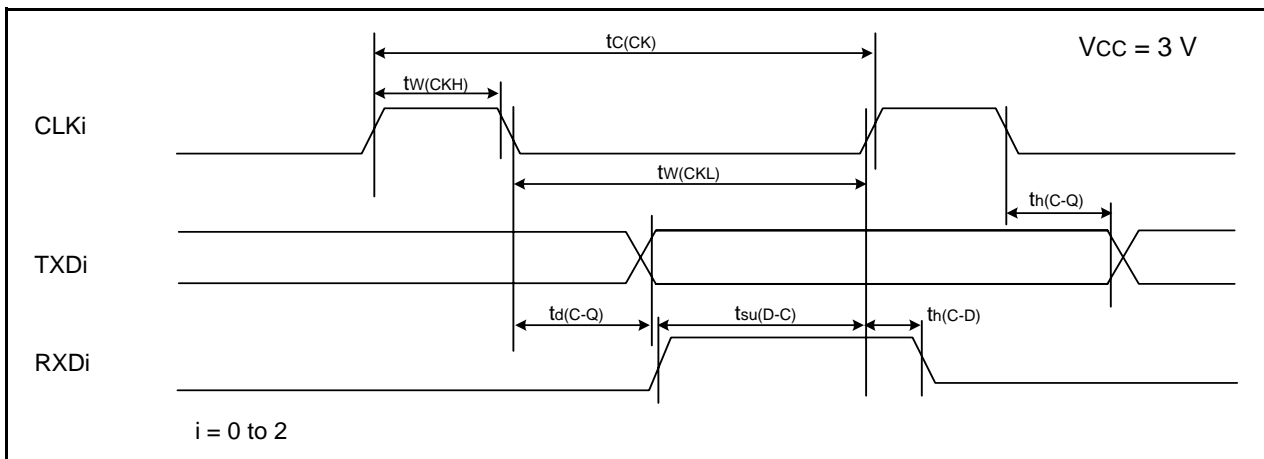 tC(CK)
VCC = 3 V
tW(CKH)
CLKi
tW(CKL)
th(C-Q)
TXDi
td(C-Q)
tsu(D-C)
th(C-D)
RXDi
i = 0 to 2